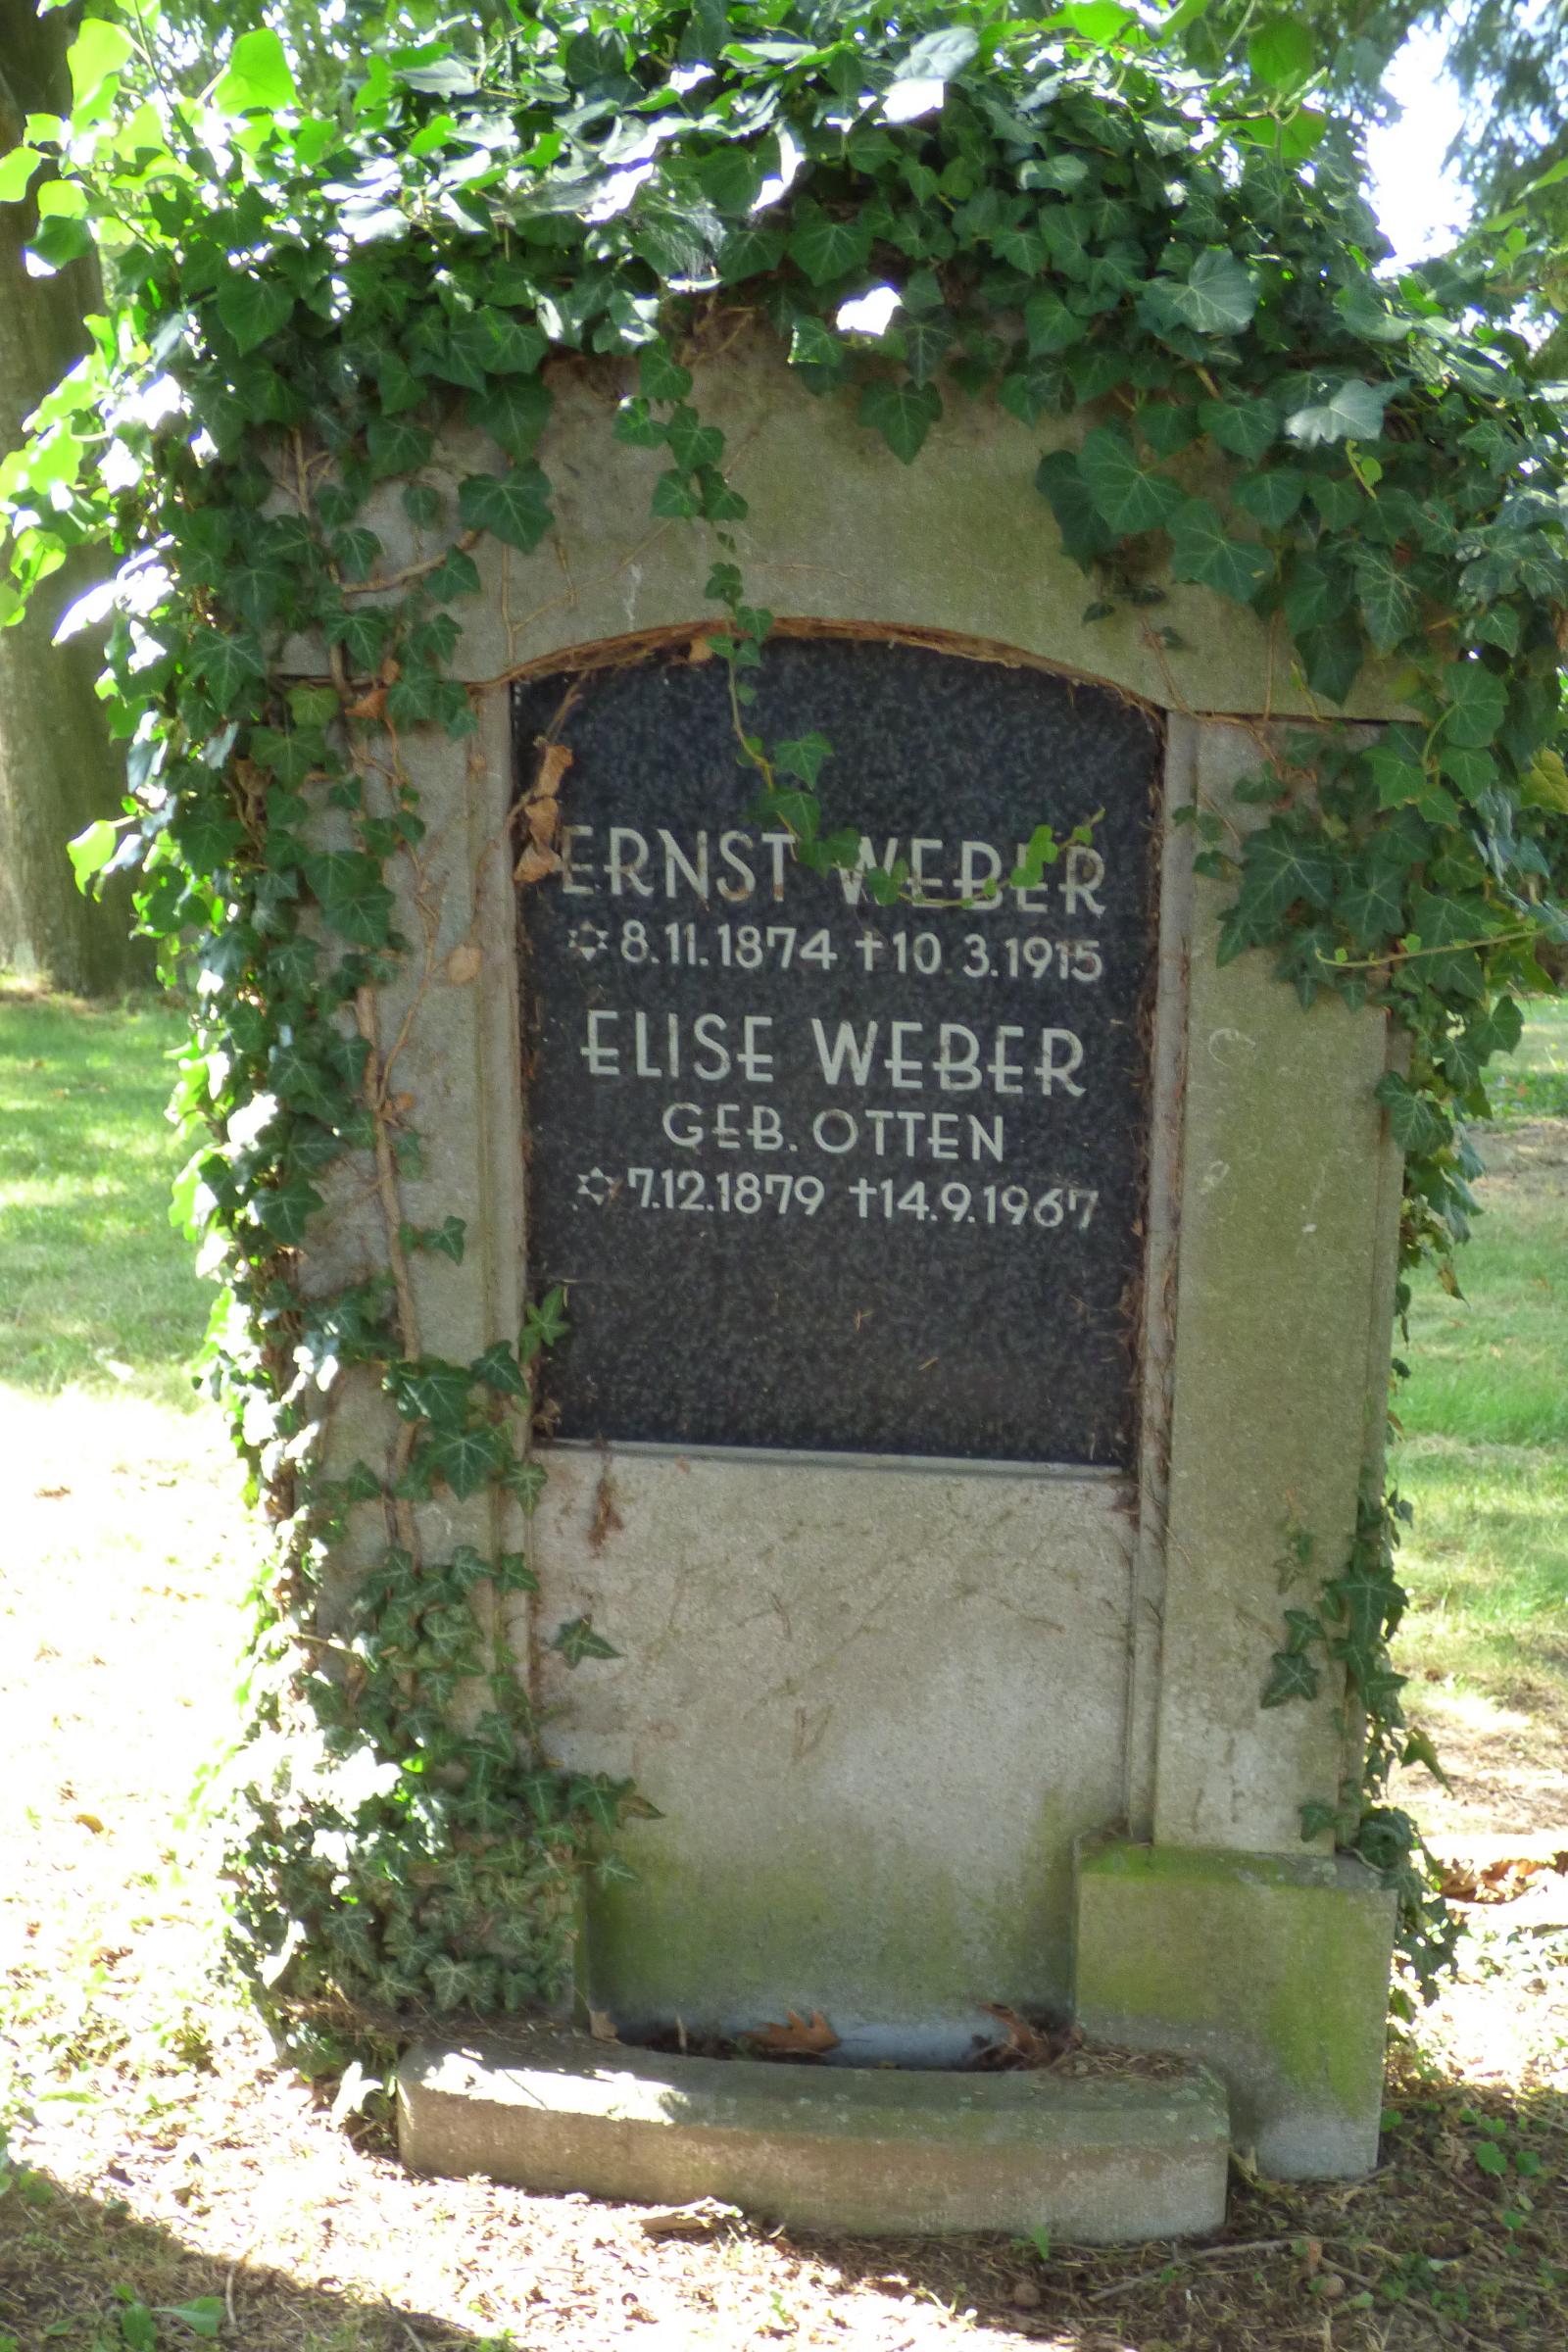 ERNST WEBER
✡ 8.11.1874 † 10.3.1915
ELISE WEBER
GEB. OTTEN
✡ 7.12.1879 † 14.9.1967